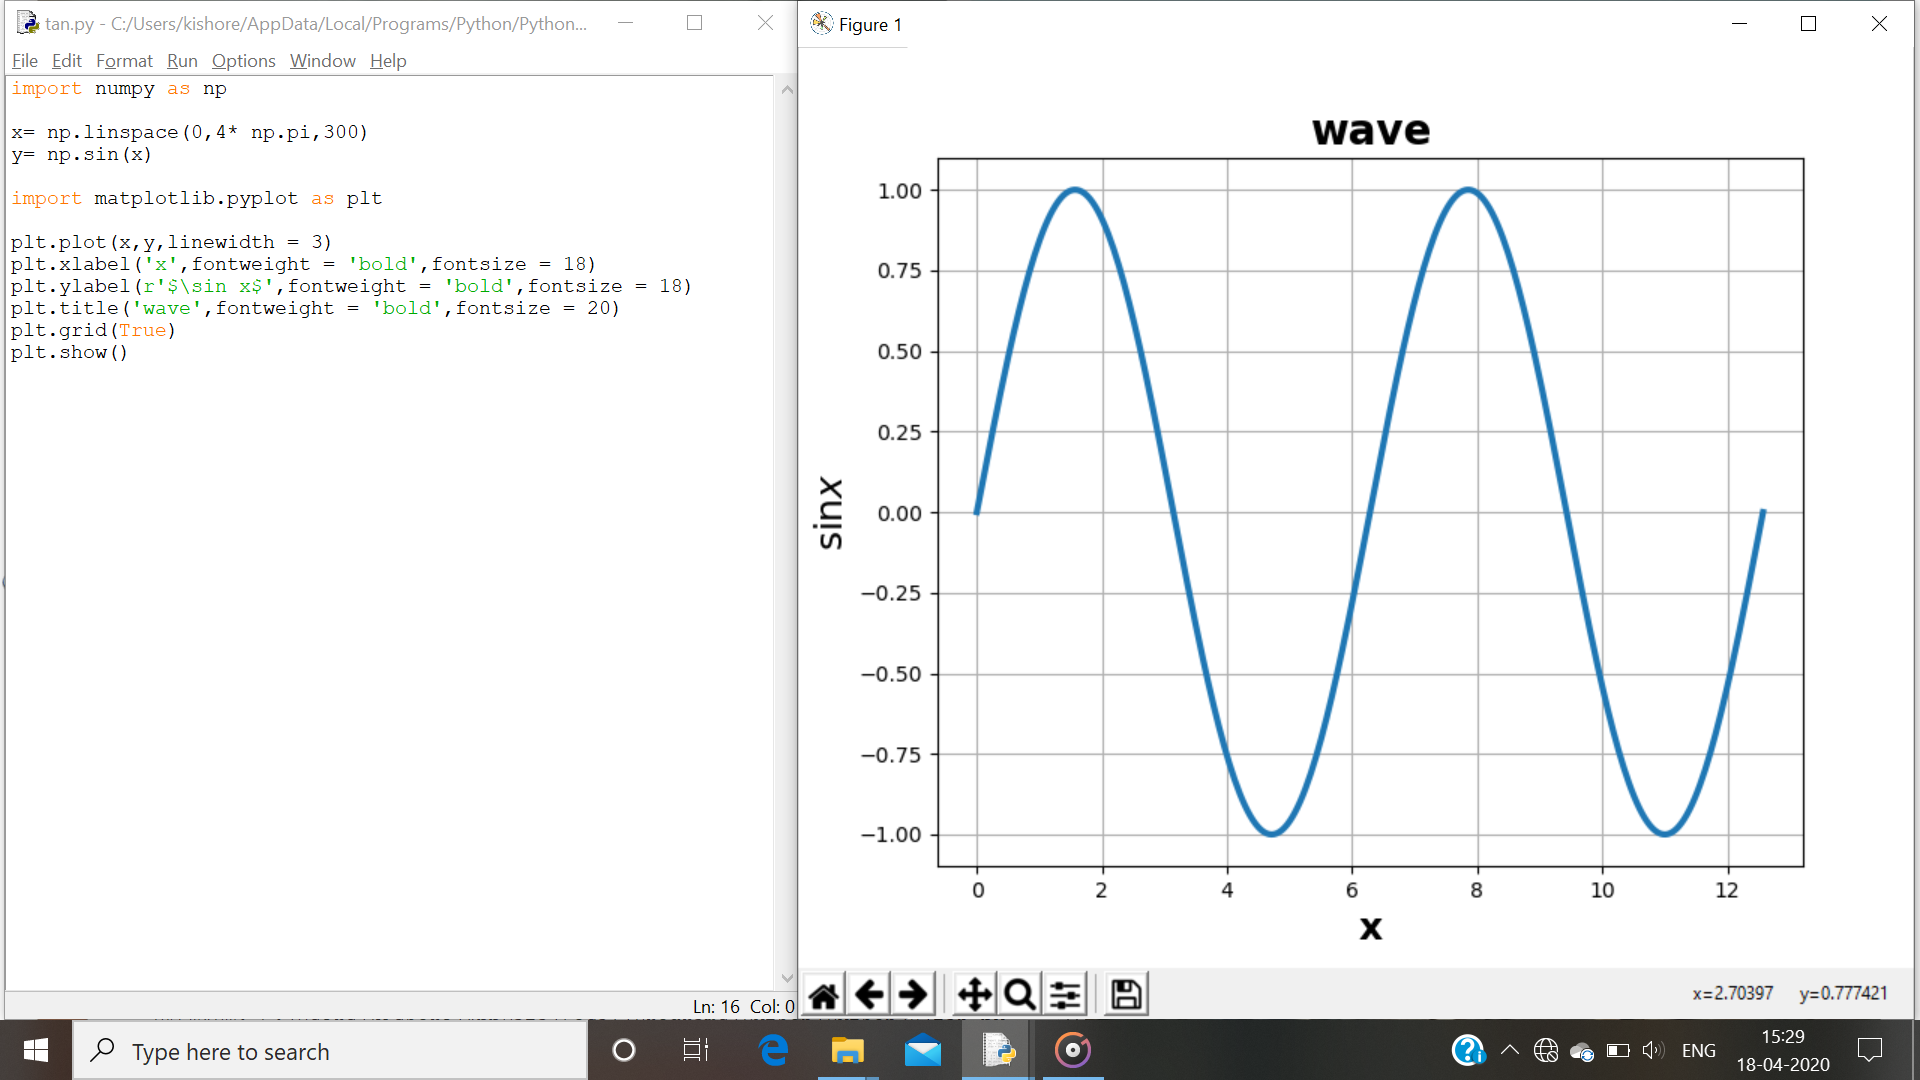 tan.py - C:/Users/kishore/AppData/Local/Programs/Python/Python...
File Edit Format Run Options Window Help
import numpy as np
x= np.linspace(0,4* np.pi,300)
y= np.sin(x)
import matplotlib.pyplot as plt
plt.plot(x,y,linewidth = 3)
plt.xlabel('x',fontweight = 'bold',fontsize = 18)
plt.ylabel(r'$\sin x$',fontweight = 'bold',fontsize = 18)
plt.title('wave',fontweight = 'bold',fontsize = 20)
plt.grid(True)
plt.show()
Ln: 16 Col: 0
Figure 1
wave
1.00
0.75
0.50
0.25
0.00
−0.25
−0.50
−0.75
−1.00
sinx
0 2 4 6 8 10 12
x
x=2.70397 y=0.777421
Type here to search
ENG
15:29
18-04-2020